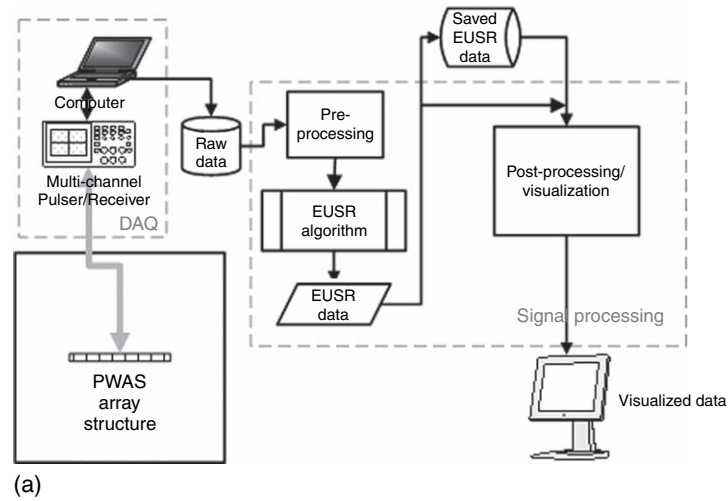 Computer
Multi-channel
Pulser/Receiver
DAQ
Raw
data
Pre-
processing
EUSR
algorithm
EUSR
data
Saved
EUSR
data
Post-processing/
visualization
Signal processing
Visualized data
PWAS
array
structure
(a)